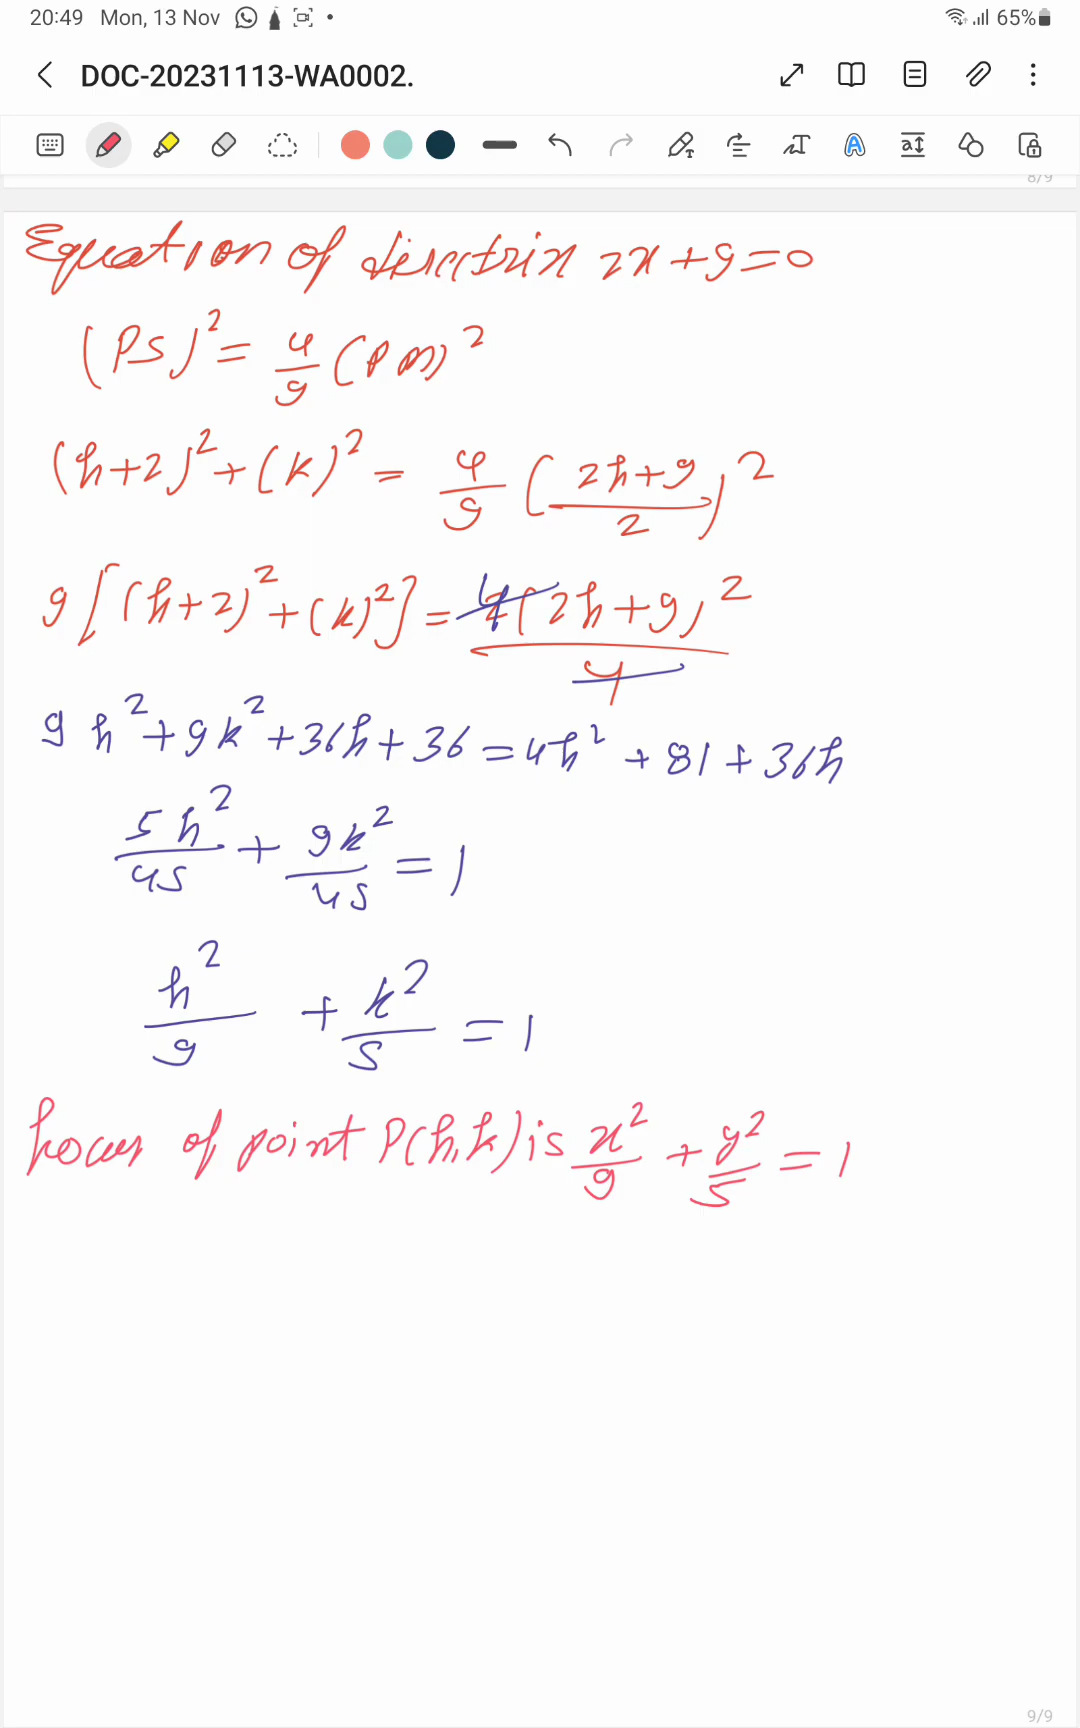 20:49 Mon, 13 Nov 65%
DOC-20231113-WA0002.
8/9
Equation of directrix 2x+9=0
(PS)² = 4/9 (PM)²
(h+2)²+(k)² = 4/9 ((2h+9)/2)²
9[(h+2)²+(k)²] = 4(2h+9)²/4
9h²+9k²+36h+36 = 4h²+81+36h
5h²/45 + 9k²/45 = 1
h²/9 + k²/5 = 1
Locus of point P(h,k) is x²/9 + y²/5 = 1
9/9